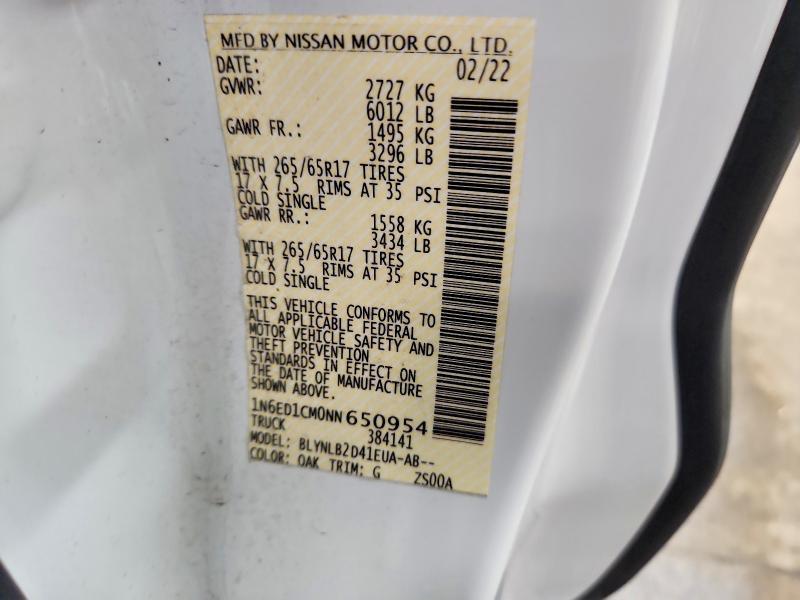 MFD BY NISSAN MOTOR CO., LTD.
DATE: 02/22
GVWR: 2727 KG
6012 LB
GAWR FR.: 1495 KG
3296 LB
WITH 265/65R17 TIRES
17 X 7.5 RIMS AT 35 PSI
COLD SINGLE
GAWR RR.: 1558 KG
3434 LB
WITH 265/65R17 TIRES
17 X 7.5 RIMS AT 35 PSI
COLD SINGLE
THIS VEHICLE CONFORMS TO
ALL APPLICABLE FEDERAL
MOTOR VEHICLE SAFETY AND
THEFT PREVENTION
STANDARDS IN EFFECT ON
THE DATE OF MANUFACTURE
SHOWN ABOVE.
1N6ED1CM0NN650954
TRUCK 384141
MODEL: BLYNLB2D41EUA-AB--
COLOR: QAK TRIM: G ZS00A